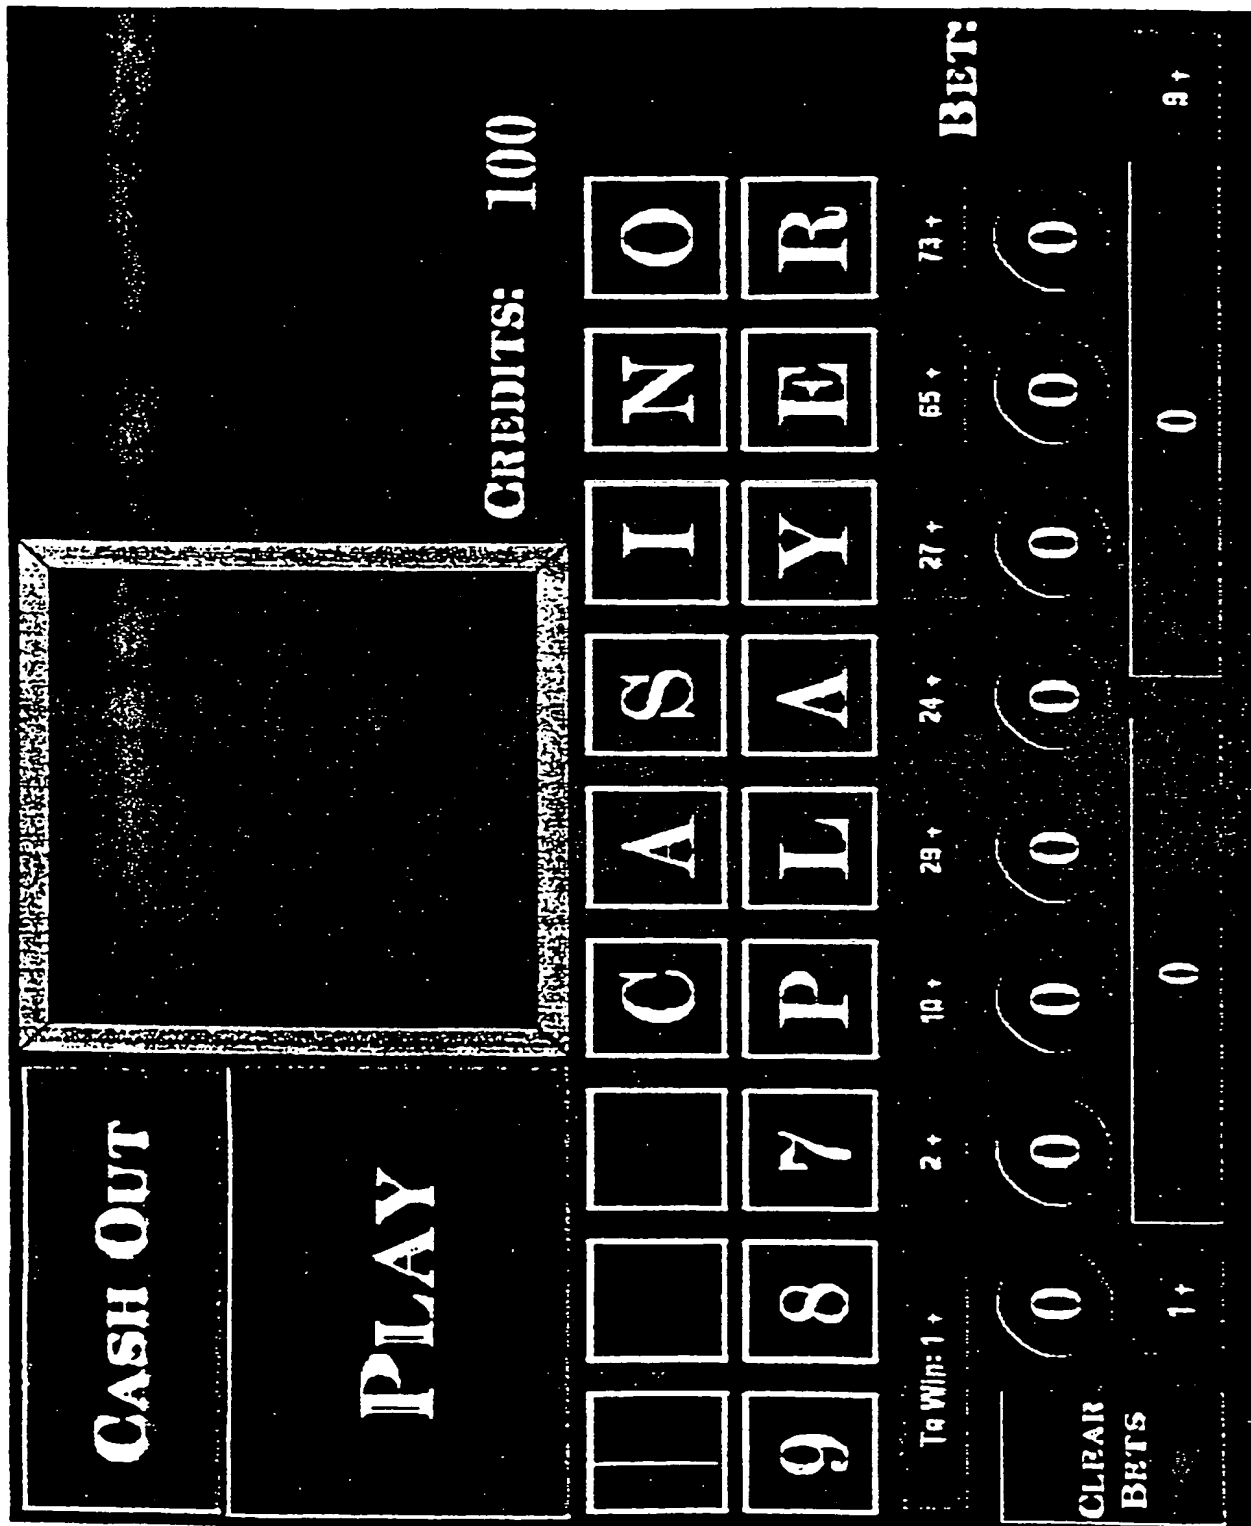 CASH OUT
PLAY
CREDITS: 100
C A S I N O
9 8 7 P L A Y E R
To Win: 1 + 2 + 10 + 24 + 27 + 65 + 73 +
BET:
0 0 0 0 0 0 0 0
CLEAR
BETS
1 + 0 0 9 +